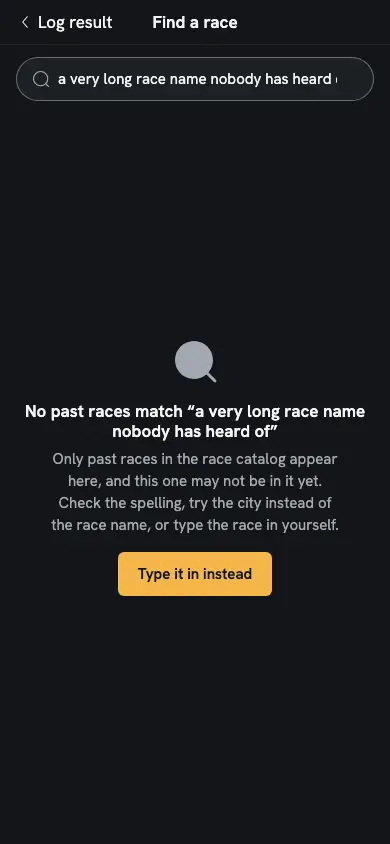 Log result
Find a race
a very long race name nobody has heard
No past races match “a very long race name
nobody has heard of”
Only past races in the race catalog appear
here, and this one may not be in it yet.
Check the spelling, try the city instead of
the race name, or type the race in yourself.
Type it in instead